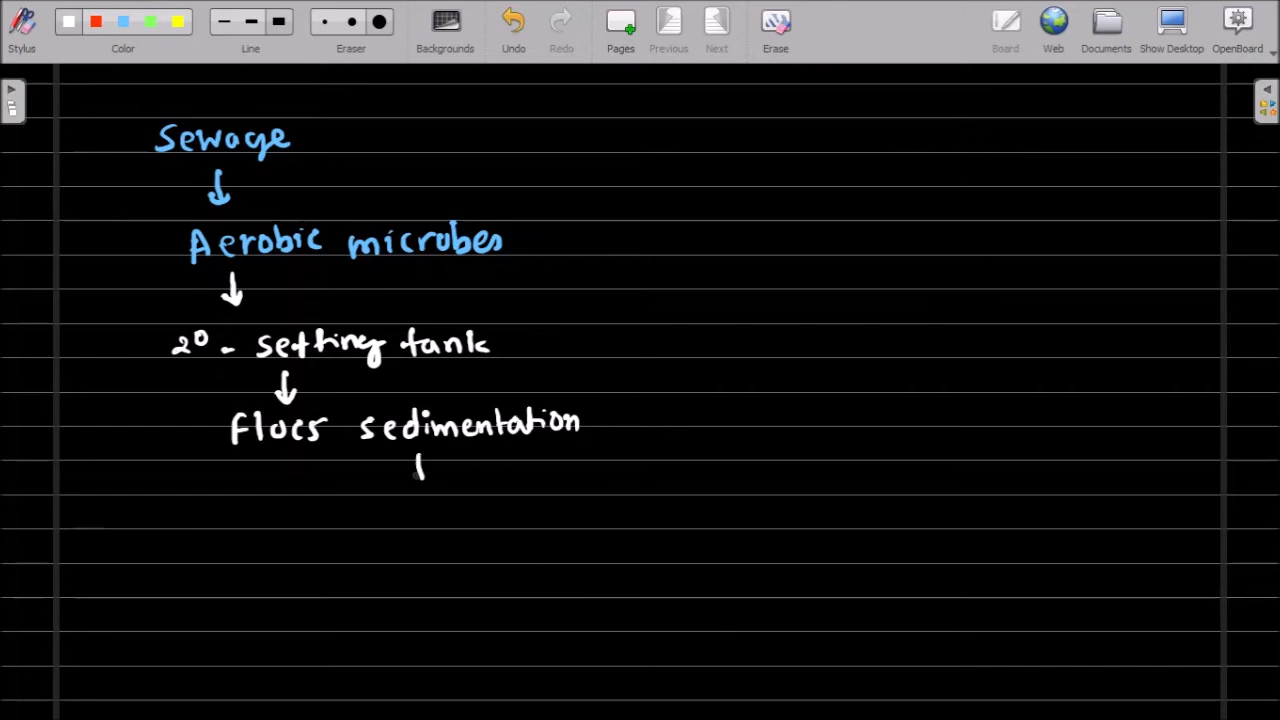 Stylus Color Line Eraser Backgrounds Undo Redo Pages Previous Next Erase Board Web Documents Show Desktop OpenBoard
Sewage
↓
Aerobic microbes
↓
2° - setting tank
↓
Flocs sedimentation